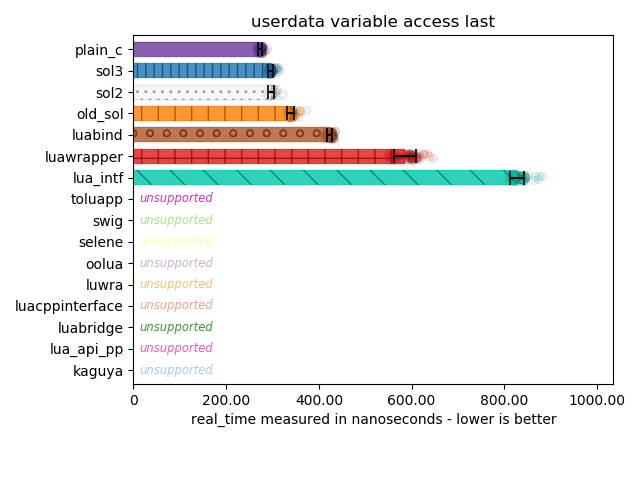 userdata variable access last
plain_c
sol3
sol2
old_sol
luabind
luawrapper
lua_intf
toluapp unsupported
swig unsupported
selene unsupported
oolua unsupported
luwra unsupported
luacppinterface unsupported
luabridge unsupported
lua_api_pp unsupported
kaguya unsupported
0 200.00 400.00 600.00 800.00 1000.00
real_time measured in nanoseconds - lower is better